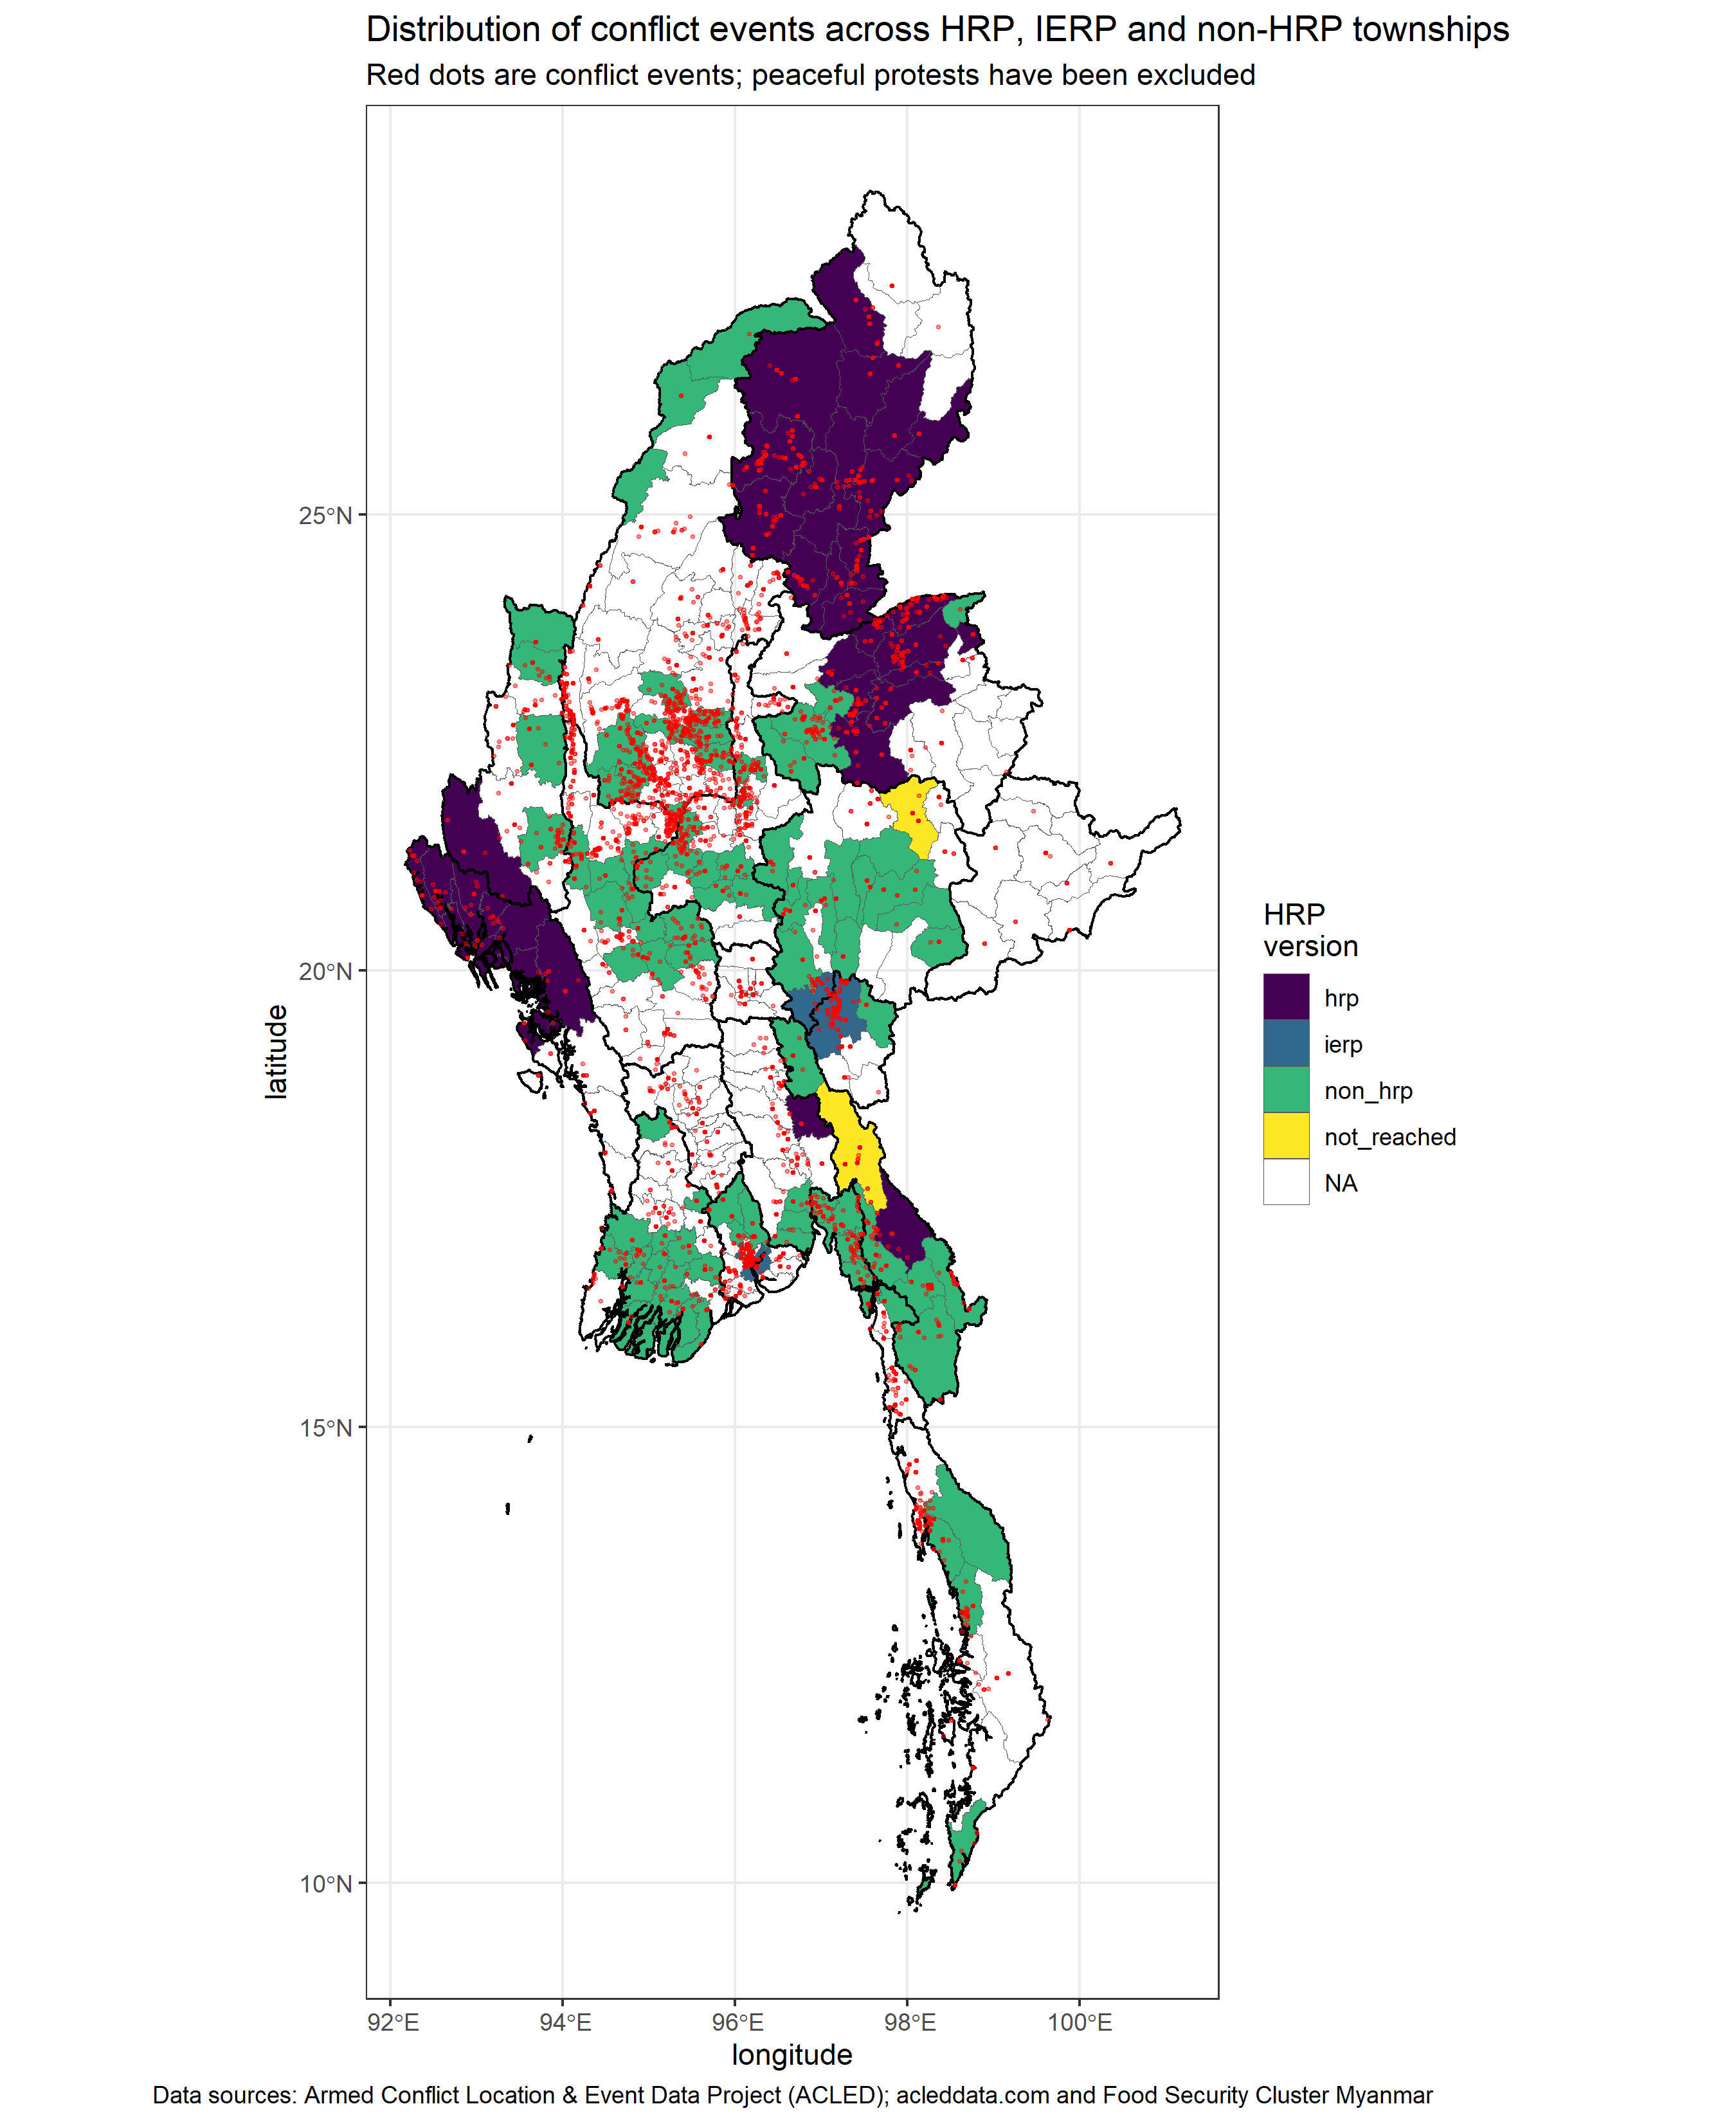 Distribution of conflict events across HRP, IERP and non-HRP townships
Red dots are conflict events; peaceful protests have been excluded
25°N
20°N
15°N
10°N
latitude
92°E 94°E 96°E 98°E 100°E
longitude
HRP
version
hrp
ierp
non_hrp
not_reached
NA
Data sources: Armed Conflict Location & Event Data Project (ACLED); acleddata.com and Food Security Cluster Myanmar